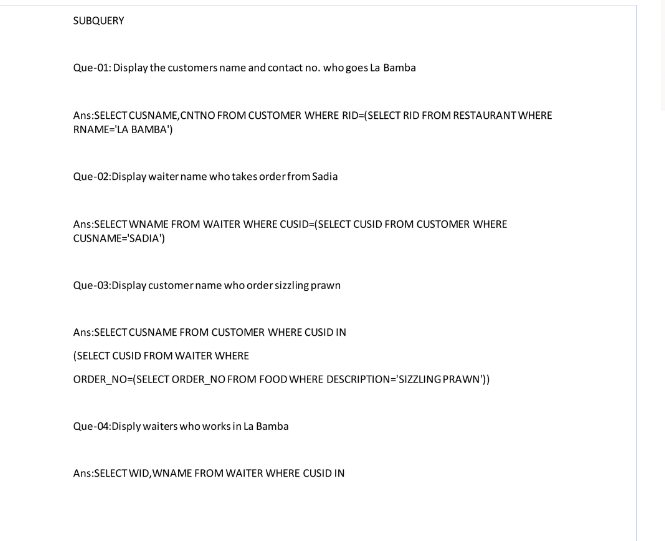 SUBQUERY
Que-01: Display the customers name and contact no. who goes La Bamba
Ans:SELECT CUSNAME,CNTNO FROM CUSTOMER WHERE RID=(SELECT RID FROM RESTAURANT WHERE
RNAME='LA BAMBA')
Que-02:Display waiter name who takes order from Sadia
Ans:SELECT WNAME FROM WAITER WHERE CUSID=(SELECT CUSID FROM CUSTOMER WHERE
CUSNAME='SADIA')
Que-03:Display customer name who order sizzling prawn
Ans:SELECT CUSNAME FROM CUSTOMER WHERE CUSID IN
(SELECT CUSID FROM WAITER WHERE
ORDER_NO=(SELECT ORDER_NO FROM FOOD WHERE DESCRIPTION='SIZZLING PRAWN'))
Que-04:Disply waiters who works in La Bamba
Ans:SELECT WID,WNAME FROM WAITER WHERE CUSID IN